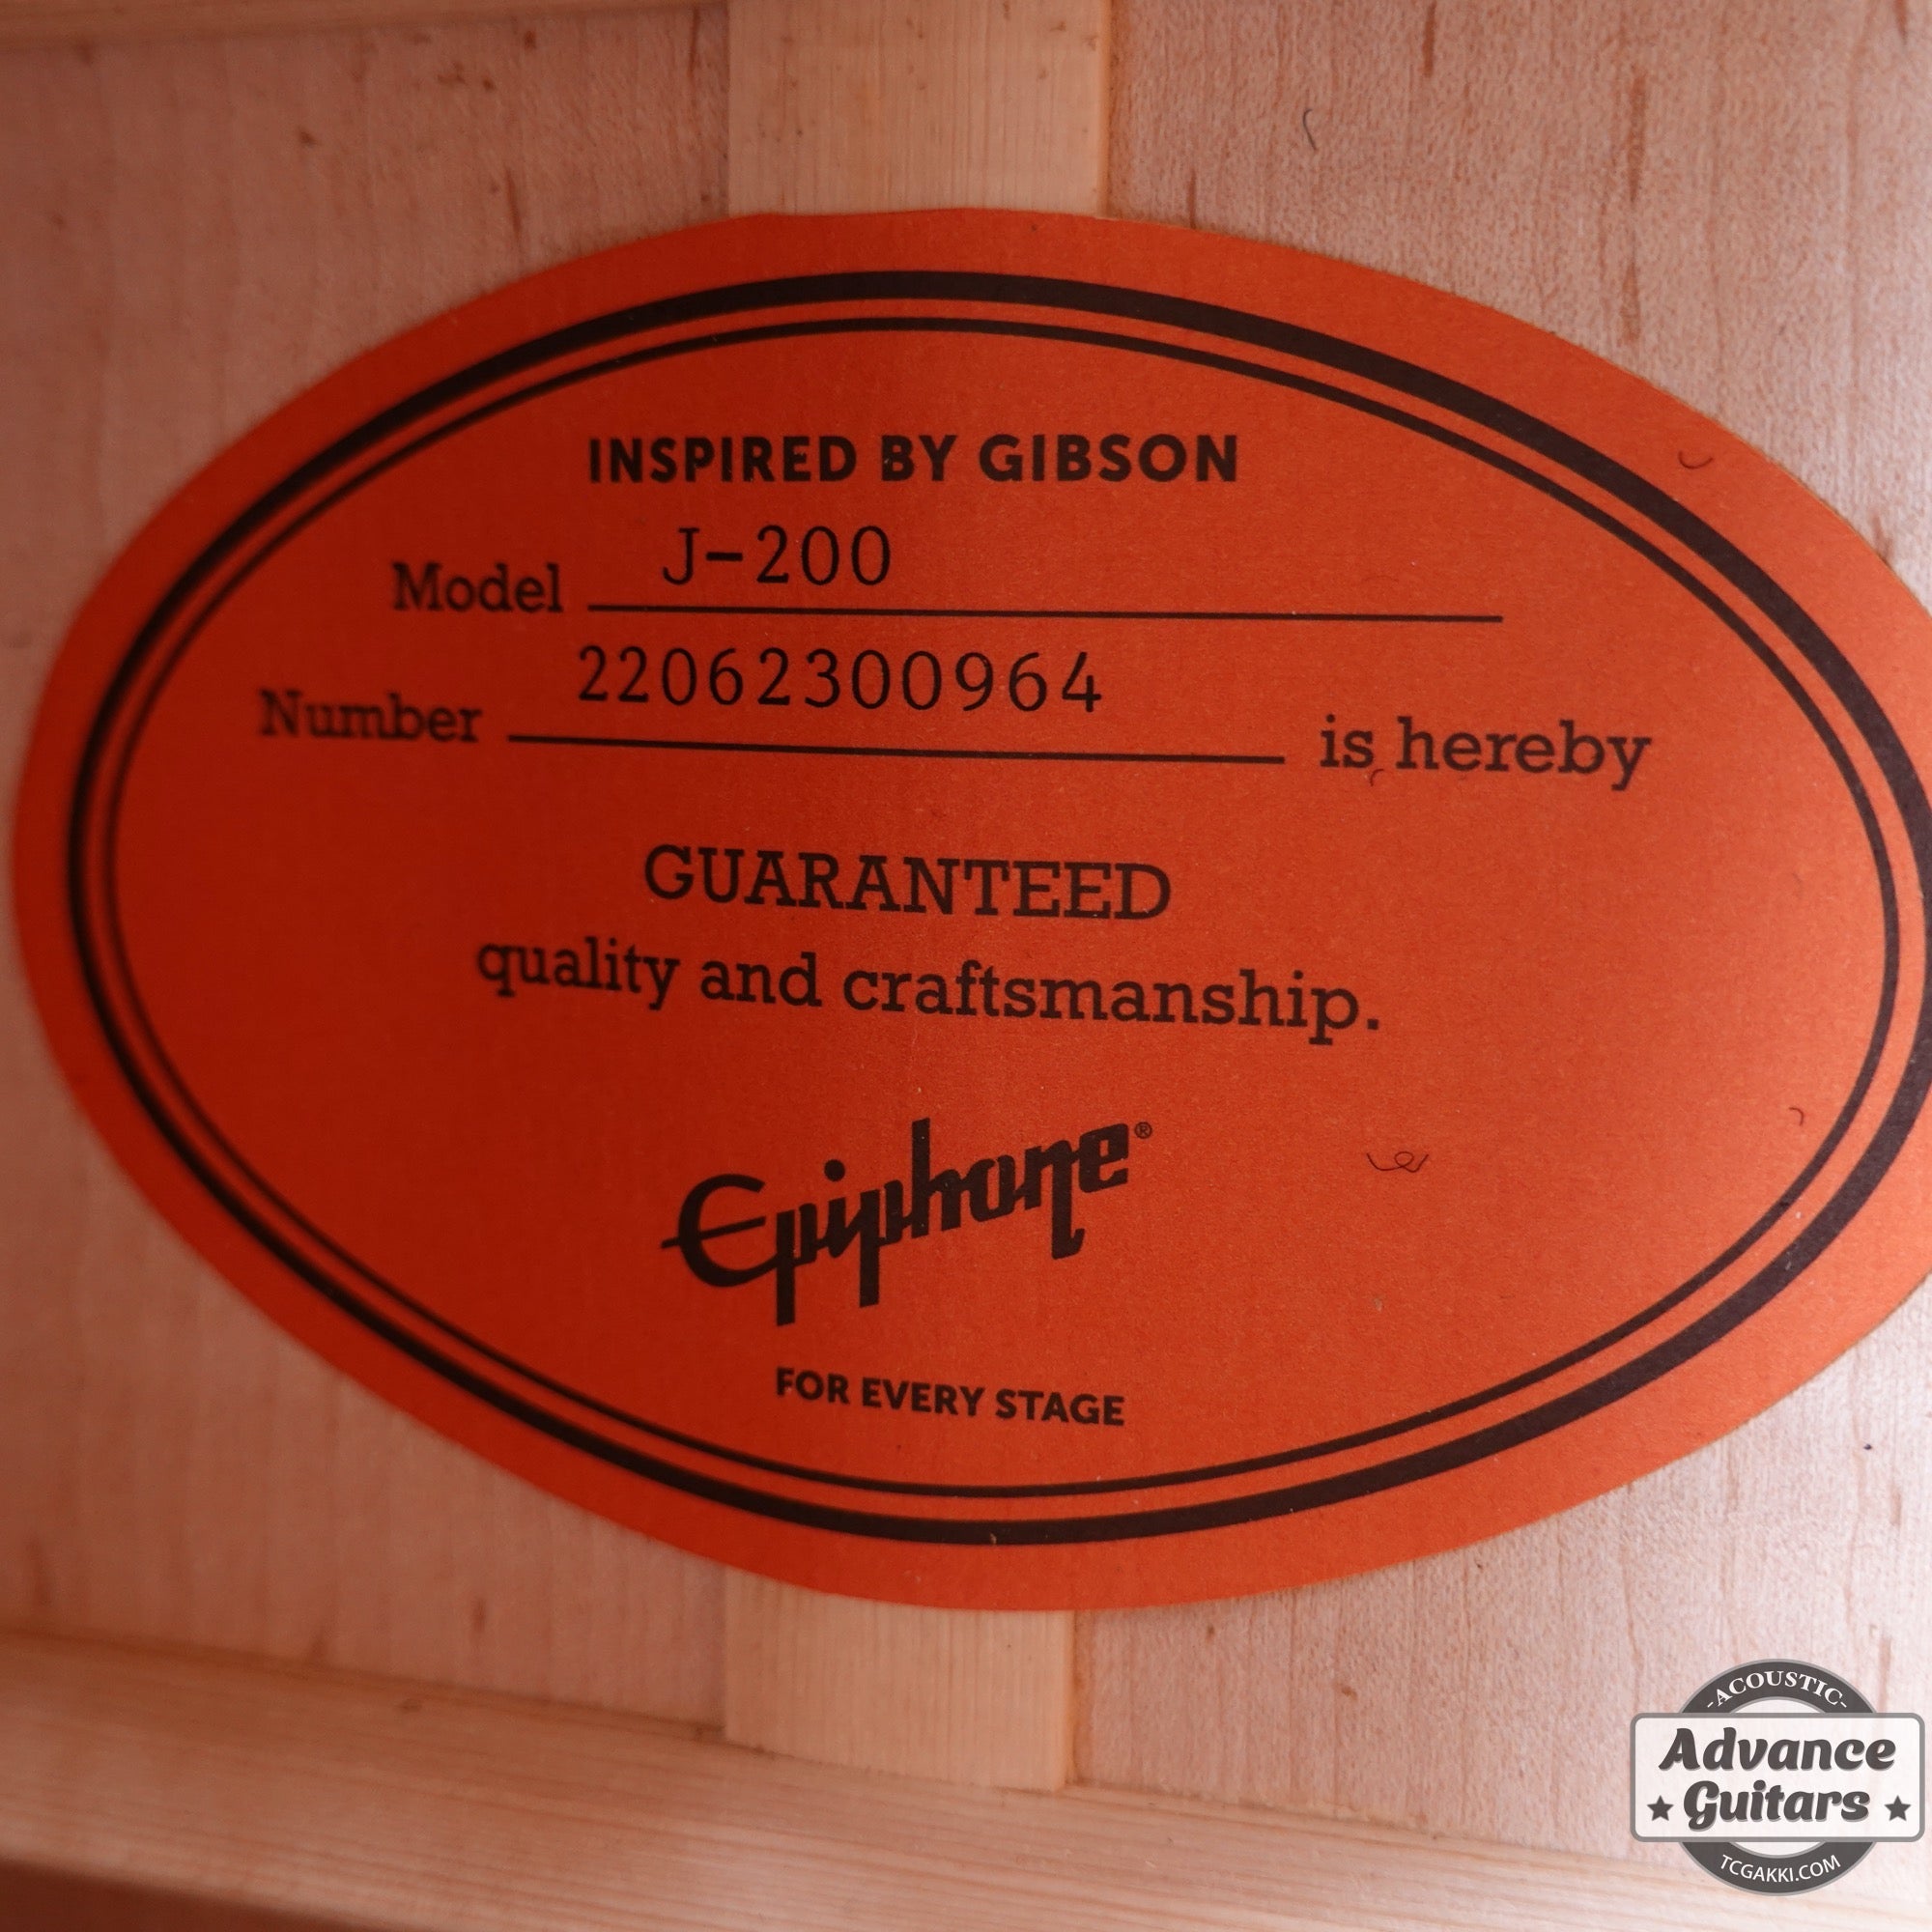 INSPIRED BY GIBSON
Model J-200
Number 22062300964 is hereby
GUARANTEED
quality and craftsmanship.
Epiphone®
FOR EVERY STAGE
-ACOUSTIC-
Advance
★ Guitars ★
TCGAKKI.COM